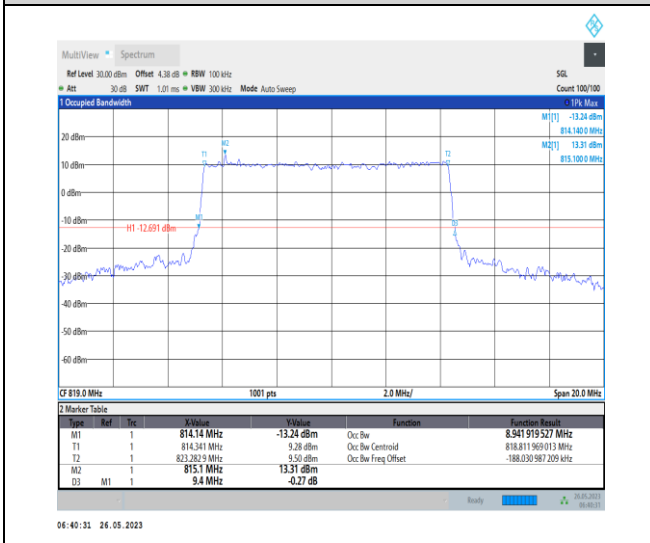 MultiView Spectrum
Ref Level 30.00 dBm Offset 4.38 dB RBW 100 kHz SGL
Att 30 dB SWT 1.01 ms VBW 300 kHz Mode Auto Sweep Count 100/100
1 Occupied Bandwidth 1Pk Max
M1[1] -13.24 dBm
814.140 0 MHz
M2[1] 13.31 dBm
815.100 0 MHz
20 dBm
M2
T1 T2
10 dBm
0 dBm
-10 dBm
M1
D3
H1 -12.691 dBm
-20 dBm
-30 dBm
-40 dBm
-50 dBm
-60 dBm
CF 819.0 MHz 1001 pts 2.0 MHz/ Span 20.0 MHz
2 Marker Table
Type Ref Trc X-Value Y-Value Function Function Result
M1 1 814.14 MHz -13.24 dBm Occ Bw 8.941 919 527 MHz
T1 1 814.341 MHz 9.28 dBm Occ Bw Centroid 818.811 969 013 MHz
T2 1 823.282 9 MHz 9.50 dBm Occ Bw Freq Offset -188.030 987 209 kHz
M2 1 815.1 MHz 13.31 dBm
D3 M1 1 9.4 MHz -0.27 dB
Ready 26.05.2023
06:40:31
06:40:31 26.05.2023